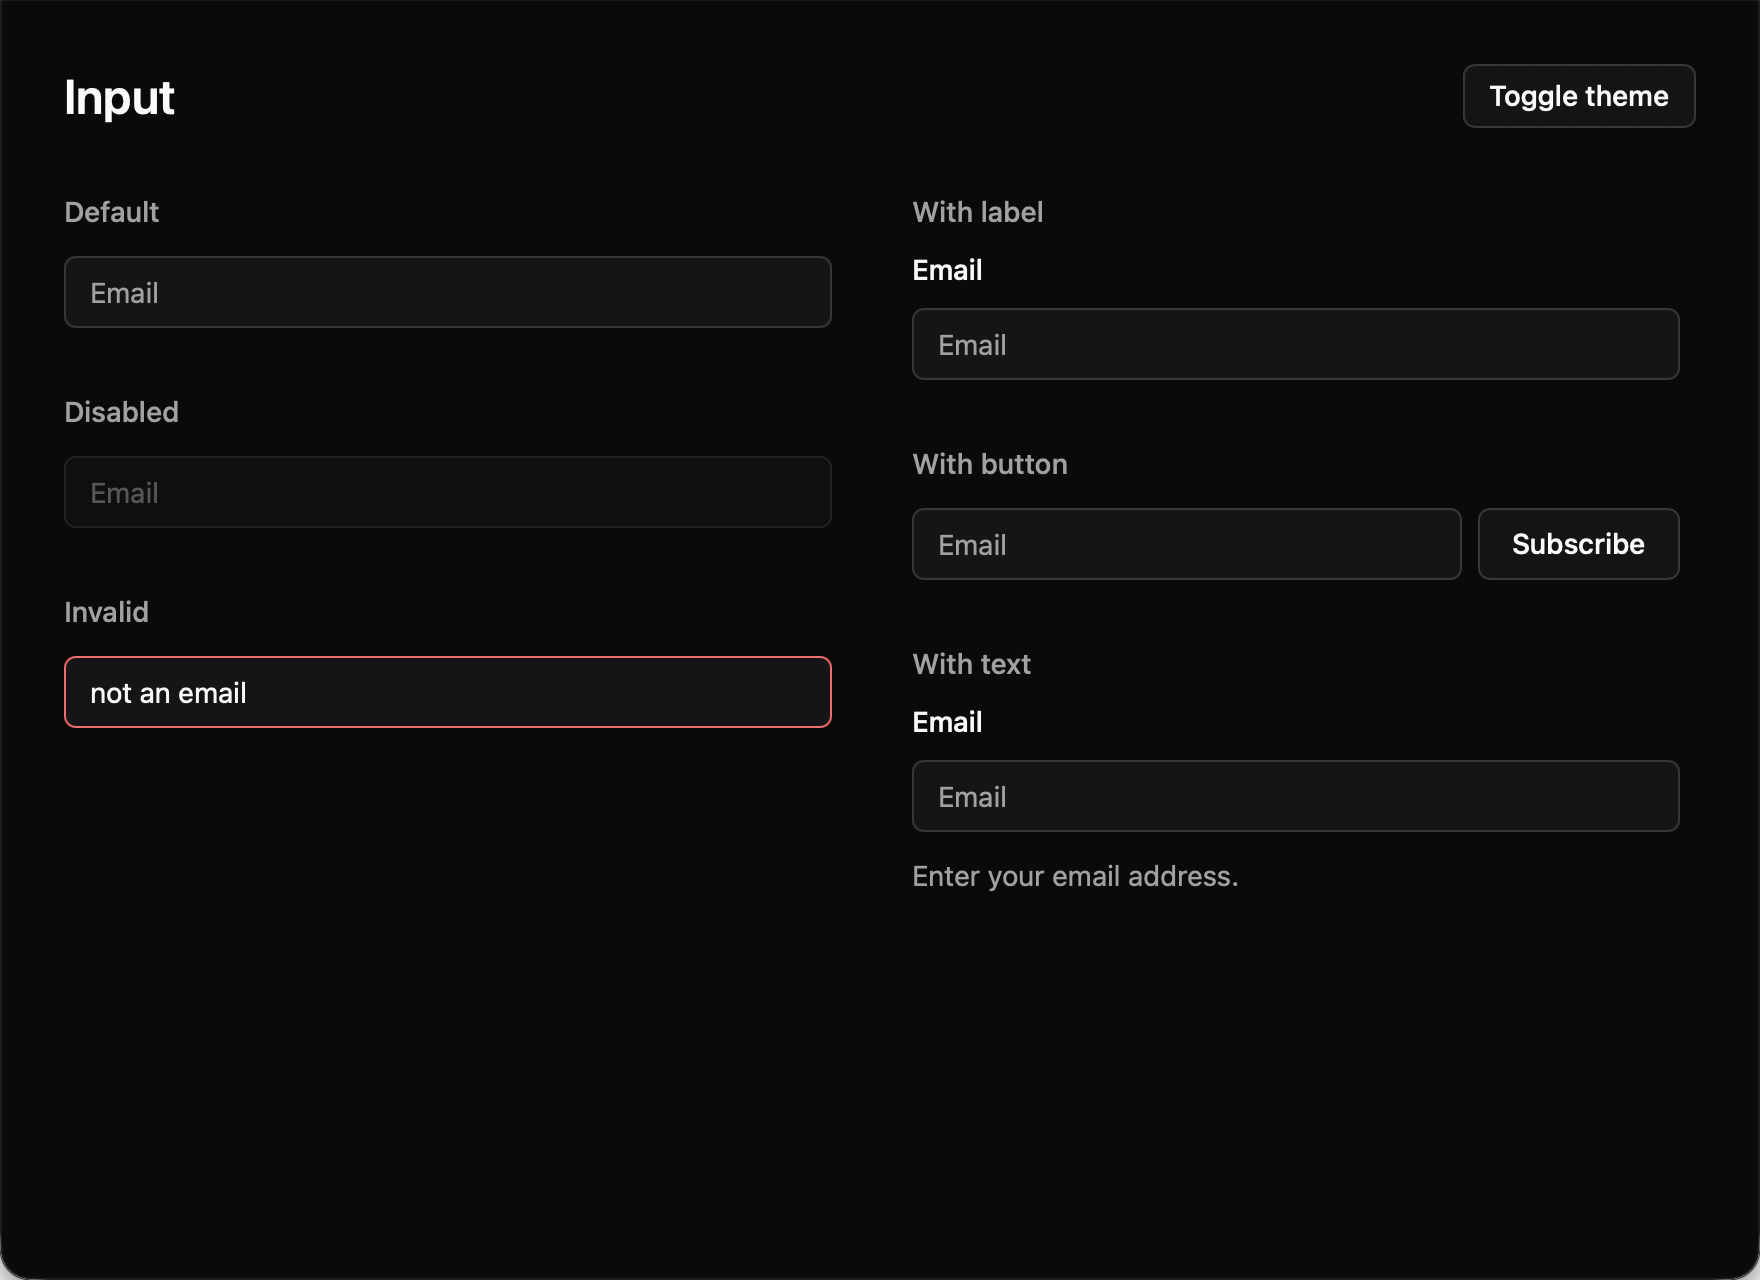 Input
Toggle theme
Default
Email
Disabled
Email
Invalid
not an email
With label
Email
Email
With button
Email
Subscribe
With text
Email
Email
Enter your email address.